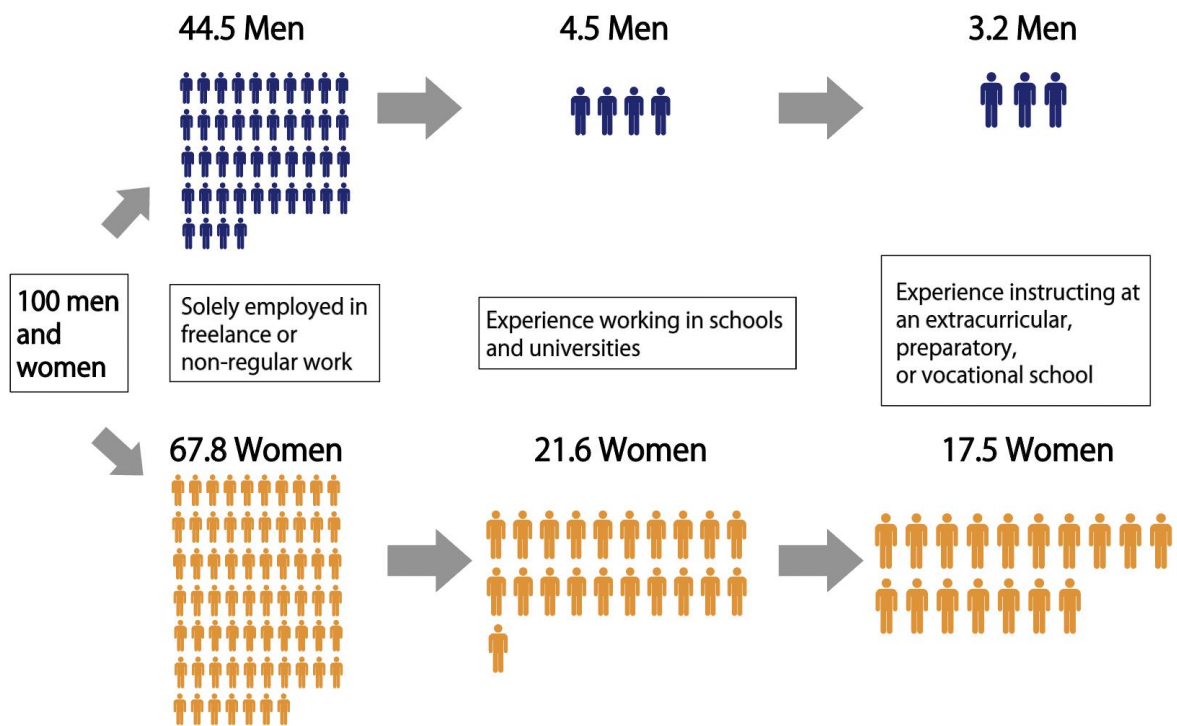 44.5 Men
4.5 Men
3.2 Men
100 men
and
women
Solely employed in
freelance or
non-regular work
Experience working in schools
and universities
Experience instructing at
an extracurricular,
preparatory,
or vocational school
67.8 Women
21.6 Women
17.5 Women